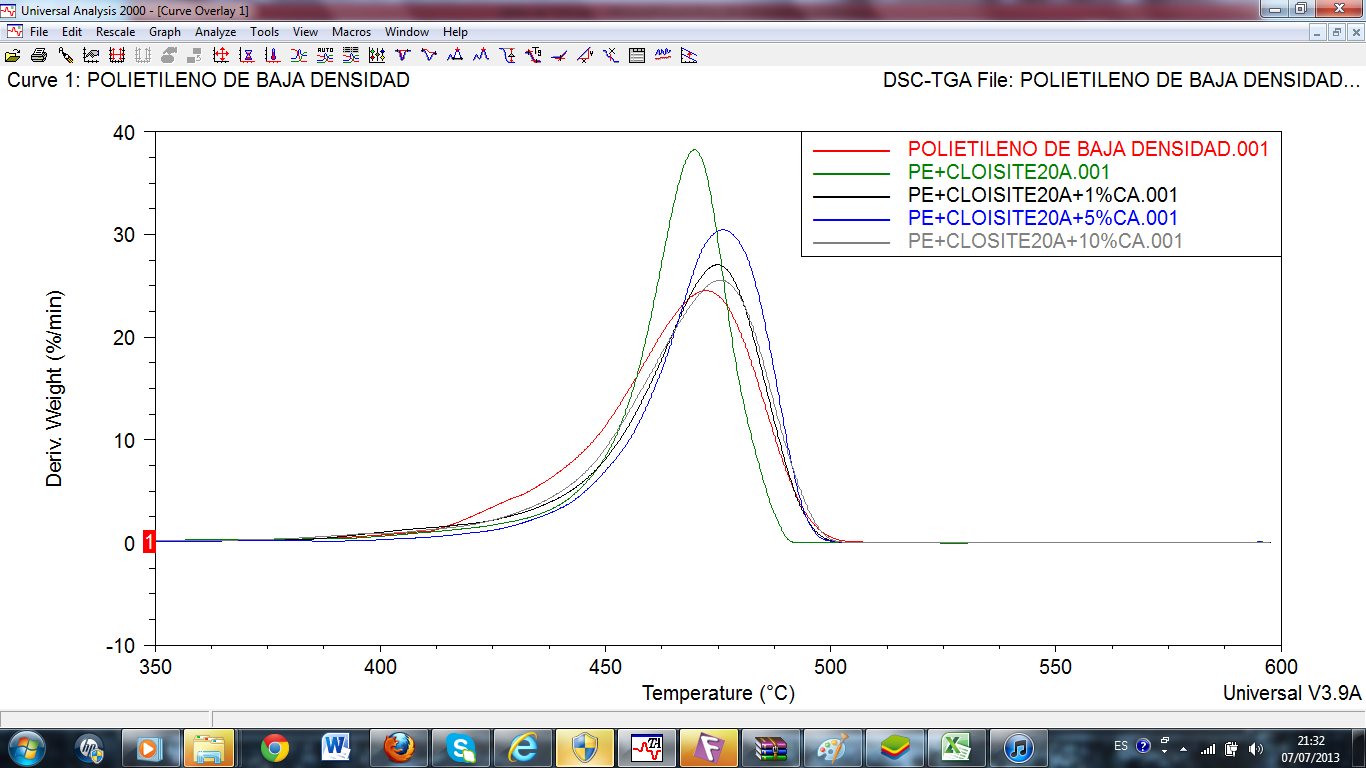 Universal Analysis 2000 - [Curve Overlay 1]
File Edit Rescale Graph Analyze Tools View Macros Window Help
Curve 1: POLIETILENO DE BAJA DENSIDAD
DSC-TGA File: POLIETILENO DE BAJA DENSIDAD...
POLIETILENO DE BAJA DENSIDAD.001
PE+CLOISITE20A.001
PE+CLOISITE20A+1%CA.001
PE+CLOISITE20A+5%CA.001
PE+CLOSITE20A+10%CA.001
40
30
20
10
0
-10
1
Deriv. Weight (%/min)
350 400 450 500 550 600
Temperature (°C)
Universal V3.9A
ES
21:32
07/07/2013